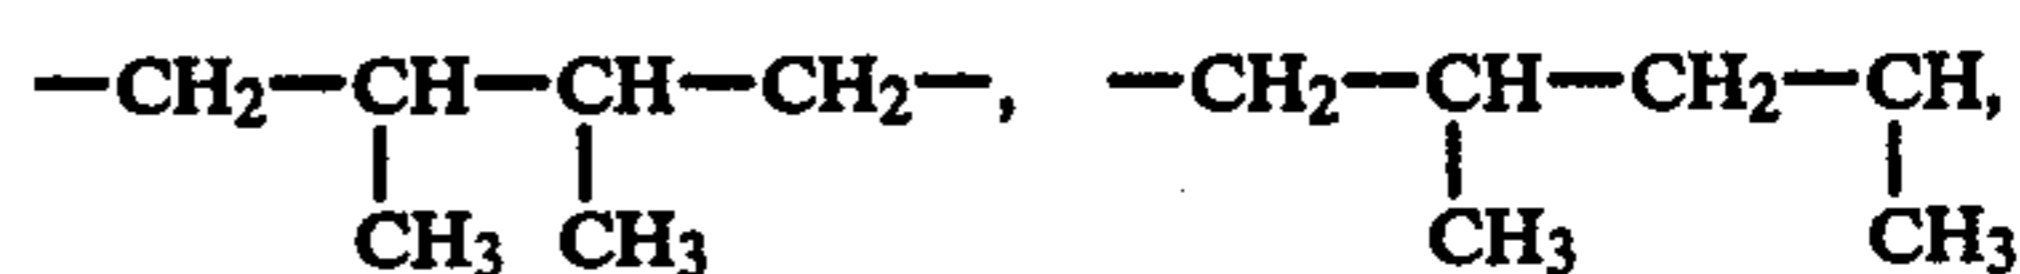 —CH₂—CH—CH—CH₂—, —CH₂—CH—CH₂—CH,
CH₃ CH₃ CH₃ CH₃